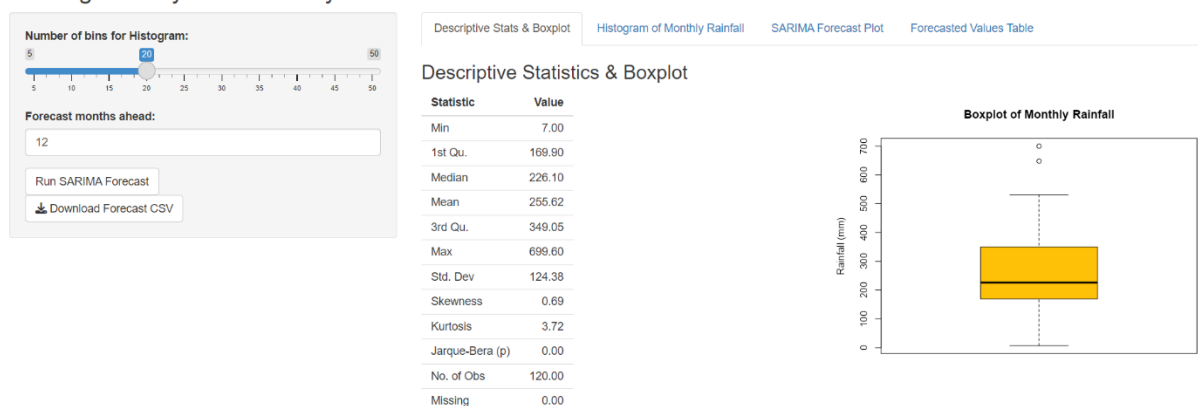 Number of bins for Histogram:
5 20 50
5 10 15 20 25 30 35 40 45 50
Forecast months ahead:
12
Run SARIMA Forecast
Download Forecast CSV
Descriptive Stats & Boxplot Histogram of Monthly Rainfall SARIMA Forecast Plot Forecasted Values Table
Descriptive Statistics & Boxplot
Statistic Value
Min 7.00
1st Qu. 169.90
Median 226.10
Mean 255.62
3rd Qu. 349.05
Max 699.60
Std. Dev 124.38
Skewness 0.69
Kurtosis 3.72
Jarque-Bera (p) 0.00
No. of Obs 120.00
Missing 0.00
Boxplot of Monthly Rainfall
Rainfall (mm)
700
600
500
400
300
200
100
0